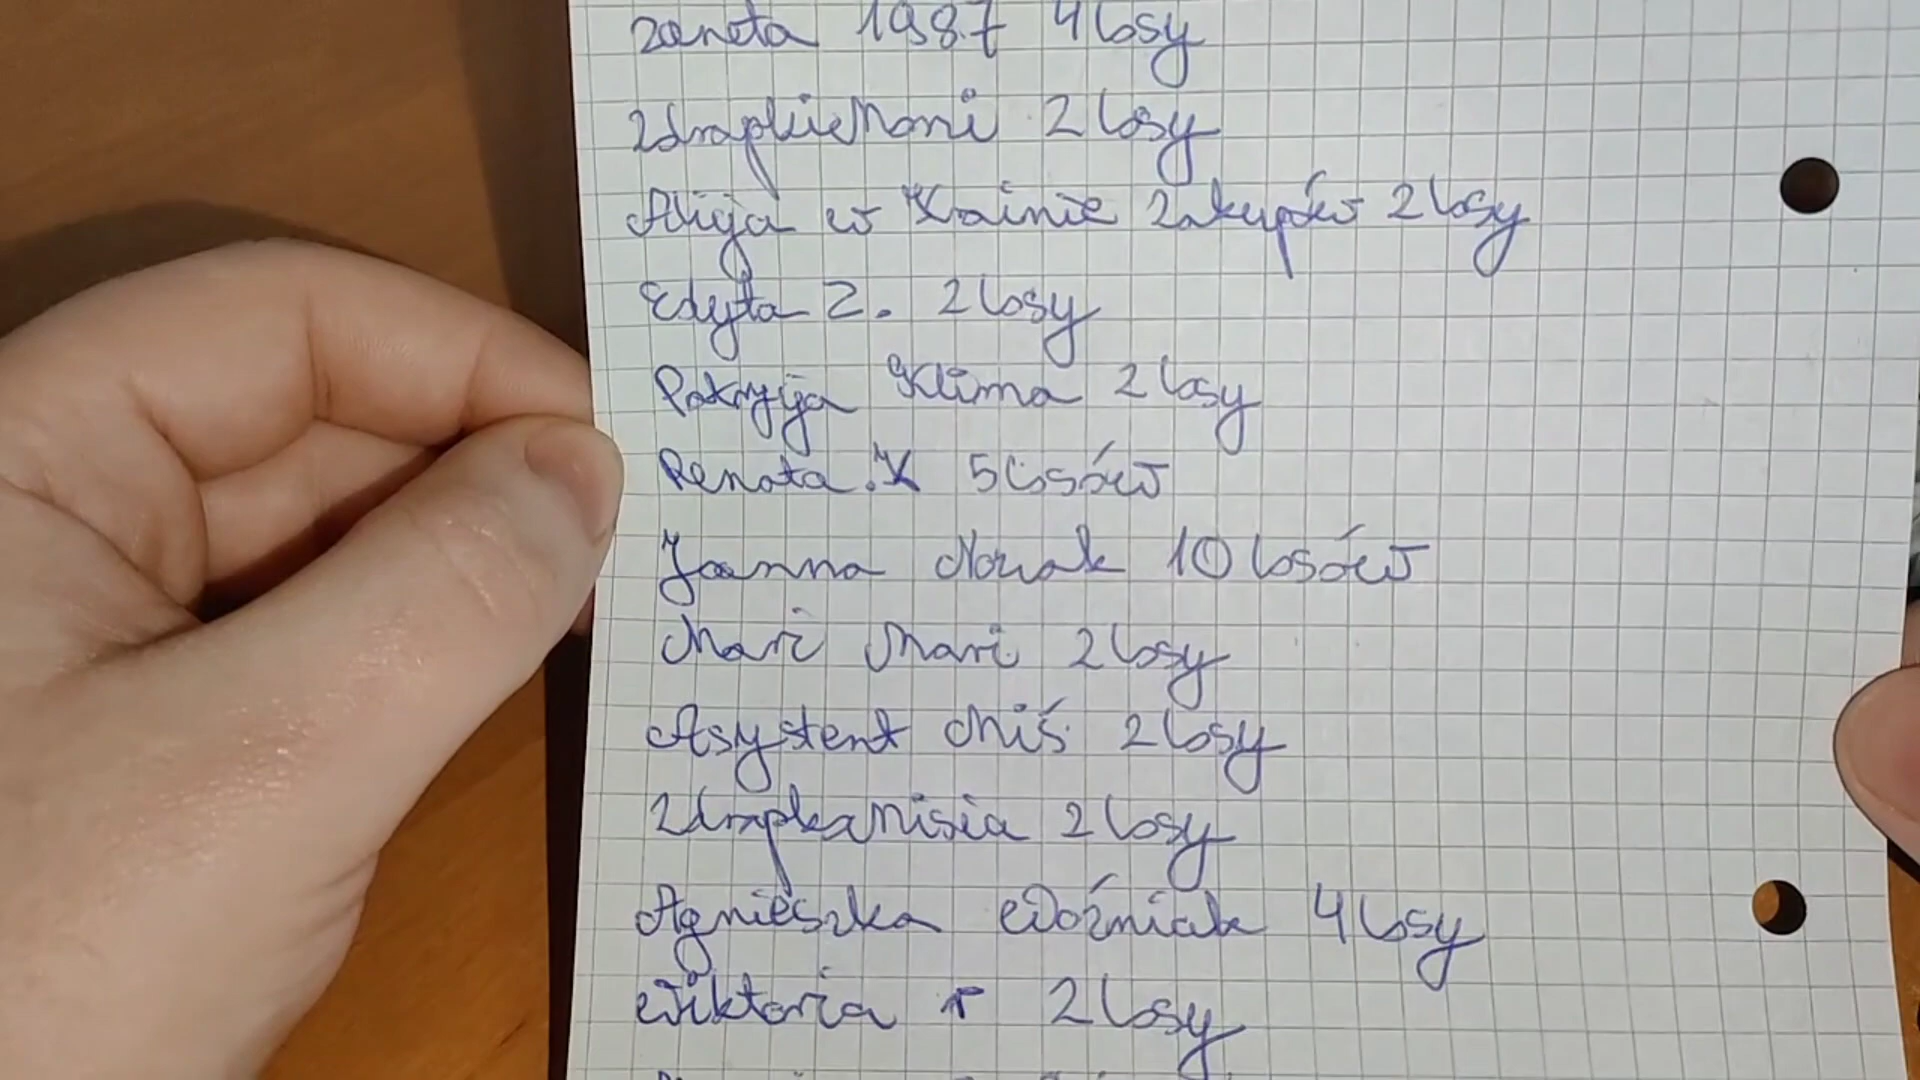 żaneta 1987 4 losy
ZdrapkieMani 2 losy
Alicja w Krainie Zakupów 2 losy
Edyta Z. 2 losy
Patrycja Klima 2 losy
Renata K 5 losów
Joanna Nowak 10 losów
Mari Mari 2 losy
Asystent Miś 2 losy
ZdrapkaMisia 2 losy
Agnieszka Woźniak 4 losy
Wiktoria r 2 losy